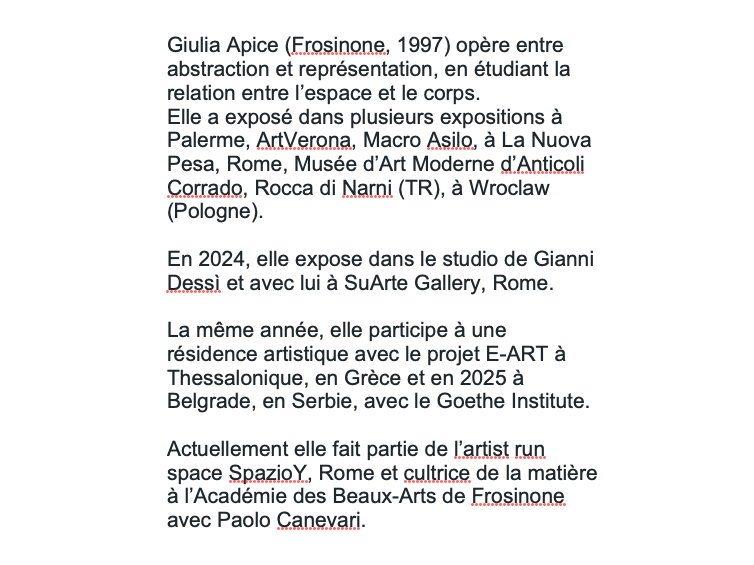 Giulia Apice (Frosinone, 1997) opère entre
abstraction et représentation, en étudiant la
relation entre l’espace et le corps.
Elle a exposé dans plusieurs expositions à
Palerme, ArtVerona, Macro Asilo, à La Nuova
Pesa, Rome, Musée d’Art Moderne d’Anticoli
Corrado, Rocca di Narni (TR), à Wroclaw
(Pologne).
En 2024, elle expose dans le studio de Gianni
Dessì et avec lui à SuArte Gallery, Rome.
La même année, elle participe à une
résidence artistique avec le projet E-ART à
Thessalonique, en Grèce et en 2025 à
Belgrade, en Serbie, avec le Goethe Institute.
Actuellement elle fait partie de l’artist run
space SpazioY, Rome et cultrice de la matière
à l’Académie des Beaux-Arts de Frosinone
avec Paolo Canevari.